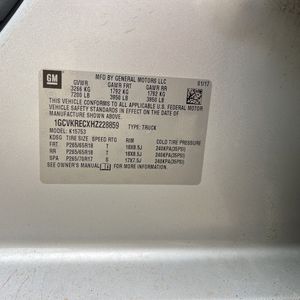 GM
MFD BY GENERAL MOTORS LLC
01/17
GVWR GAWR FRT GAWR RR
3266 KG 1792 KG 1792 KG
7200 LB 3950 LB 3950 LB
THIS VEHICLE CONFORMS TO ALL APPLICABLE U.S. FEDERAL MOTOR
VEHICLE SAFETY STANDARDS IN EFFECT ON THE DATE OF
MANUFACTURE SHOWN ABOVE.
1GCVKRECXHZ228859 TYPE: TRUCK
MODEL: K15753
TIRE SIZE SPEED RTG RIM COLD TIRE PRESSURE
FRT P265/65R18 T 18X8.5J 240KPA(35PSI)
RR P265/65R18 T 18X8.5J 240KPA(35PSI)
SPA P265/70R17 S 17X7.5J 240KPA(35PSI)
SEE OWNER'S MANUAL FOR MORE INFORMATION.